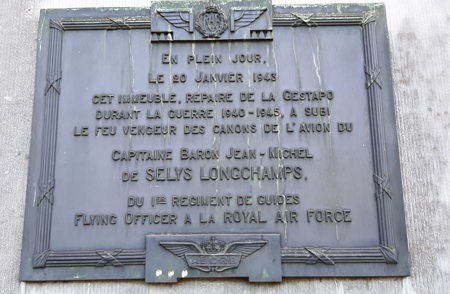 EN PLEIN JOUR,
LE 20 JANVIER 1943
CET IMMEUBLE, REPAIRE DE LA GESTAPO
DURANT LA GUERRE 1940-1945, A SUBI
LE FEU VENGEUR DES CANONS DE L'AVION DU
CAPITAINE BARON JEAN-MICHEL
DE SELYS LONGCHAMPS,
DU 1ER REGIMENT DE GUIDES
FLYING OFFICER A LA ROYAL AIR FORCE